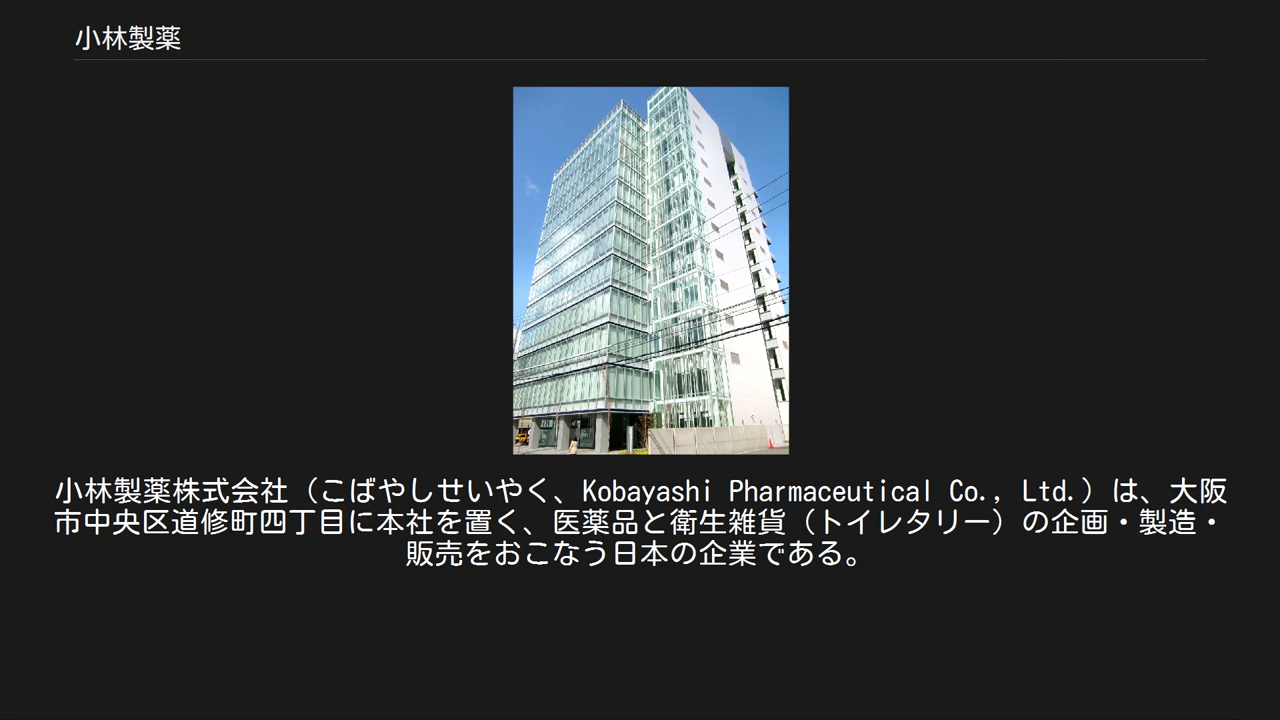 小林製薬
小林製薬株式会社（こばやしせいやく、Kobayashi Pharmaceutical Co., Ltd.）は、大阪
市中央区道修町四丁目に本社を置く、医薬品と衛生雑貨（トイレタリー）の企画・製造・
販売をおこなう日本の企業である。